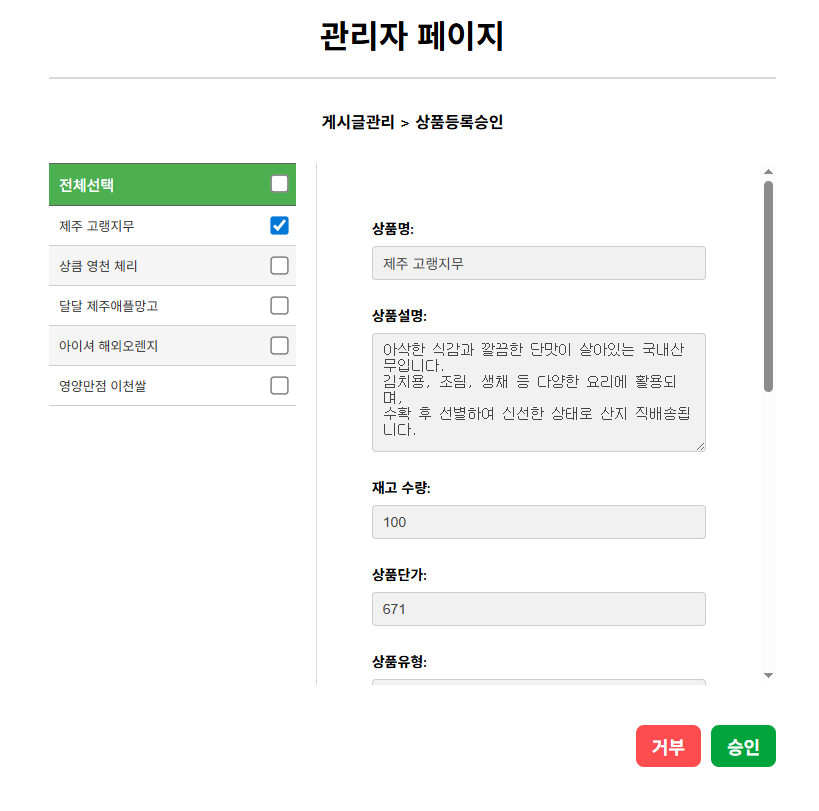 관리자 페이지
게시글관리 > 상품등록승인
전체선택
제주 고랭지무
상큼 영천 체리
달달 제주애플망고
아이셔 해외오렌지
영양만점 이천쌀
상품명:
제주 고랭지무
상품설명:
아삭한 식감과 깔끔한 단맛이 살아있는 국내산
무입니다.
김치용, 조림, 생채 등 다양한 요리에 활용되
며,
수확 후 선별하여 신선한 상태로 산지 직배송됩
니다.
재고 수량:
100
상품단가:
671
상품유형:
거부
승인